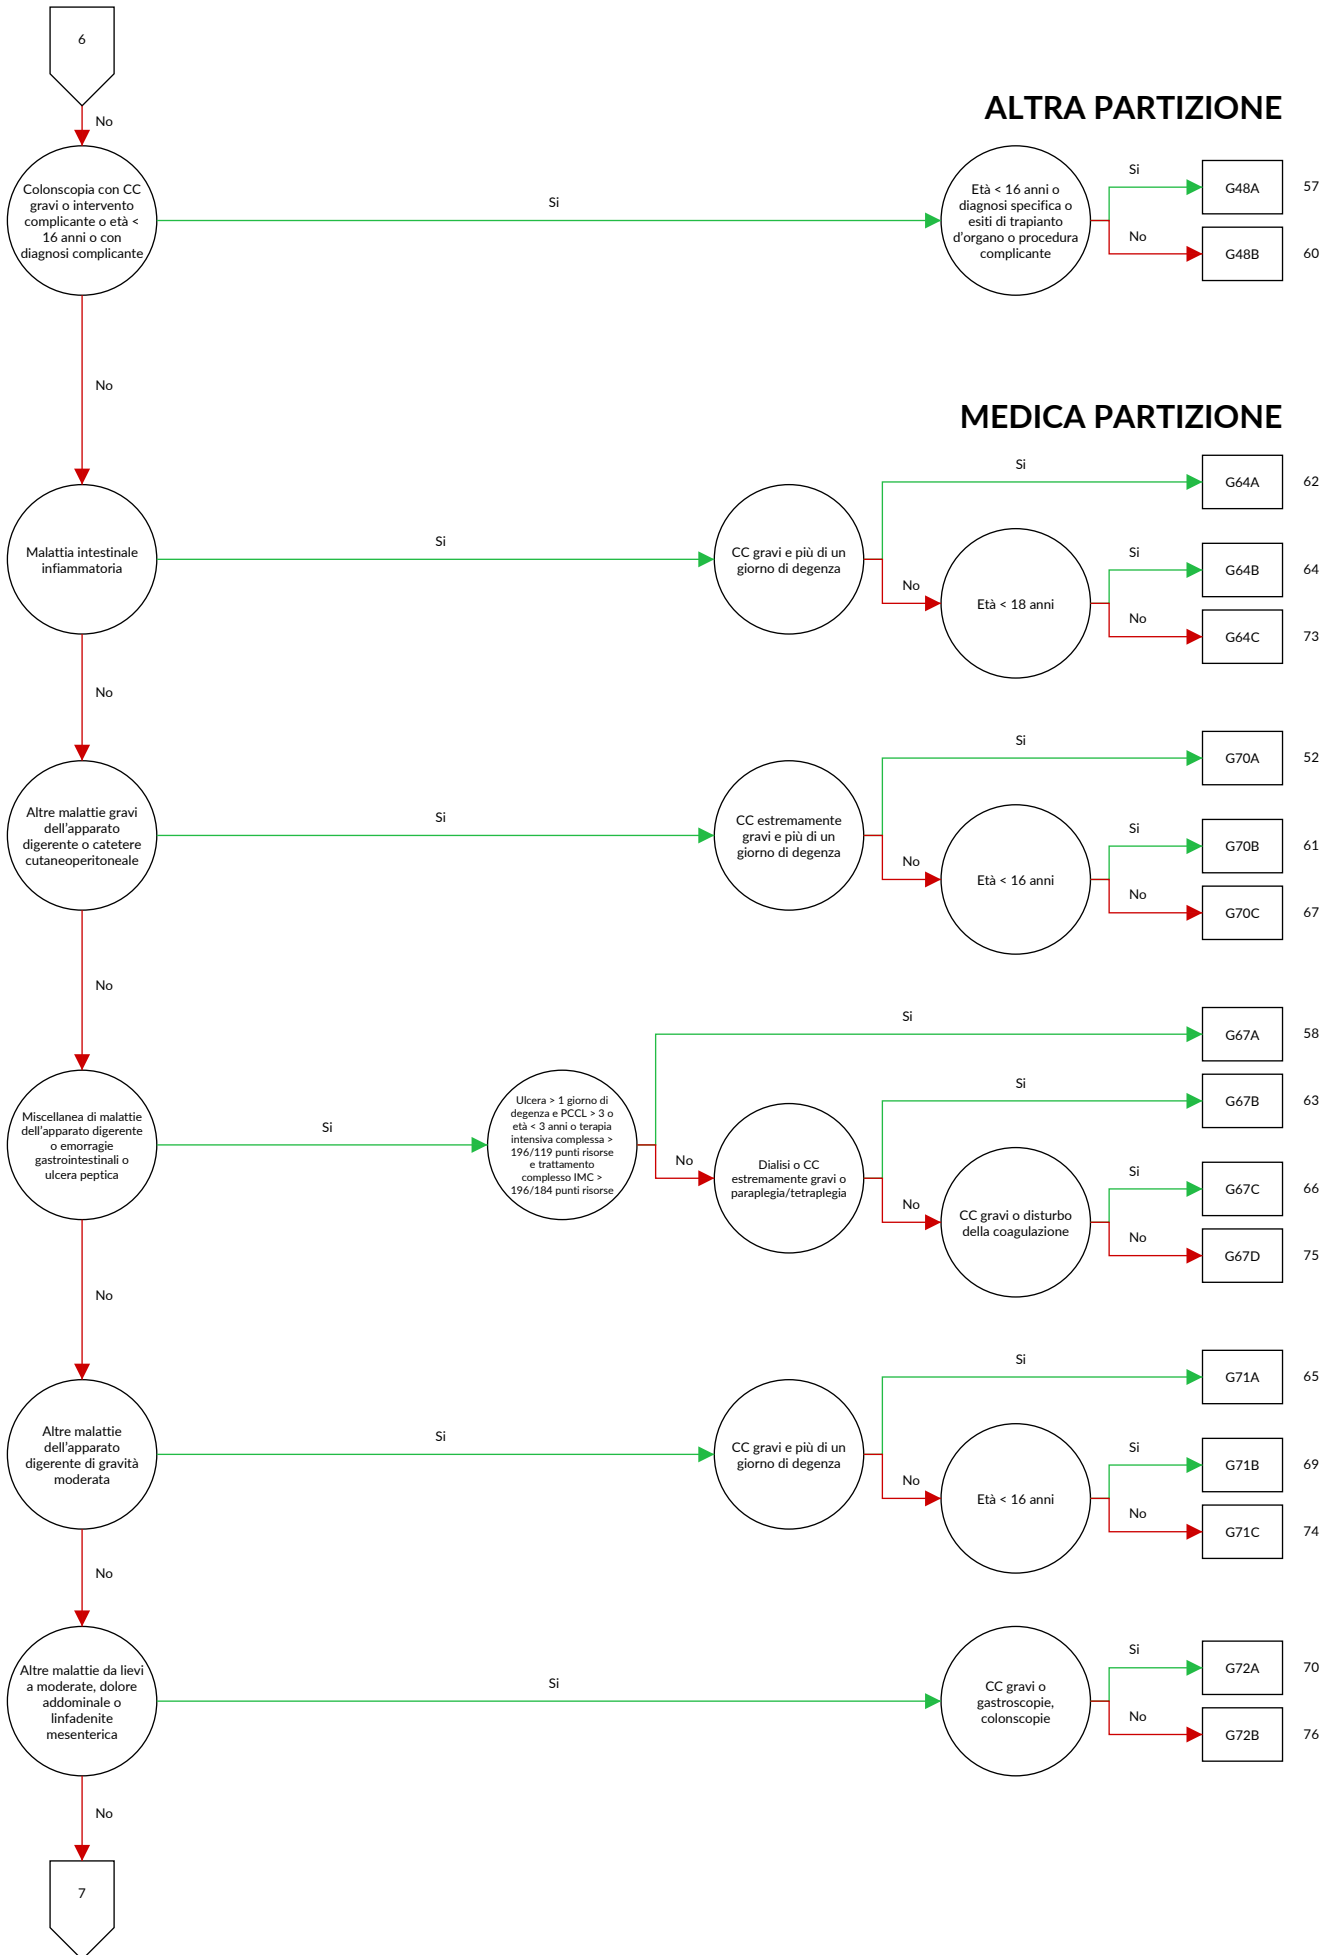 6
No
ALTRA PARTIZIONE
Colonscopia con CC
gravi o intervento
complicante o età <
16 anni o con
diagnosi complicante
Si
Età < 16 anni o
diagnosi specifica o
esiti di trapianto
d'organo o procedura
complicante
Si
G48A
57
No
G48B
60
No
MEDICA PARTIZIONE
Malattia intestinale
infiammatoria
Si
CC gravi e più di un
giorno di degenza
Si
G64A
62
No
Età < 18 anni
Si
G64B
64
No
G64C
73
No
Altre malattie gravi
dell'apparato
digerente o catetere
cutaneoperitoneale
Si
CC estremamente
gravi e più di un
giorno di degenza
Si
G70A
52
No
Età < 16 anni
Si
G70B
61
No
G70C
67
No
Miscellanea di malattie
dell'apparato digerente
o emorragie
gastrointestinali o
ulcera peptica
Si
Ulcera > 1 giorno di
degenza e PCCL > 3 o
età < 3 anni o terapia
intensiva complessa >
196/119 punti risorse
e trattamento
complesso IMC >
196/184 punti risorse
Si
G67A
58
No
Dialisi o CC
estremamente gravi o
paraplegia/tetraplegia
Si
G67B
63
No
CC gravi o disturbo
della coagulazione
Si
G67C
66
No
G67D
75
No
Altre malattie
dell'apparato
digerente di gravità
moderata
Si
CC gravi e più di un
giorno di degenza
Si
G71A
65
No
Età < 16 anni
Si
G71B
69
No
G71C
74
No
Altre malattie da lievi
a moderate, dolore
addominale o
linfadenite
mesenterica
Si
CC gravi o
gastroscopie,
colonscopie
Si
G72A
70
No
G72B
76
No
7